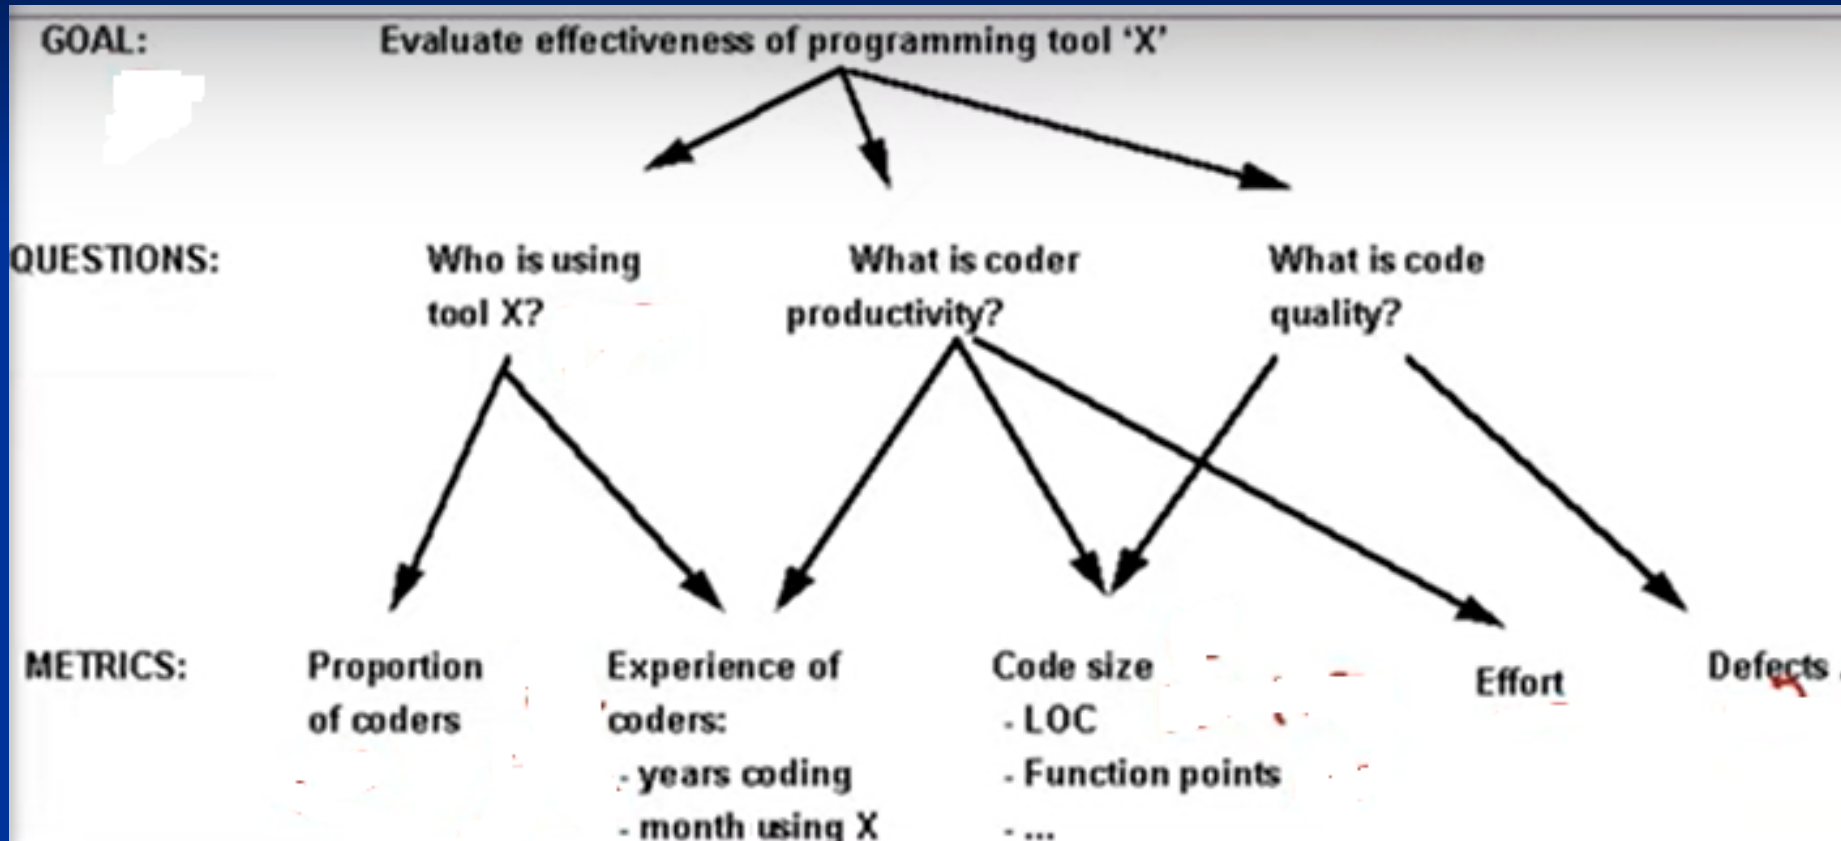 GOAL: Evaluate effectiveness of programming tool ‘X’
QUESTIONS:
Who is using
tool X?
What is coder
productivity?
What is code
quality?
METRICS:
Proportion
of coders
Experience of
coders:
- years coding
- month using X
Code size
- LOC
- Function points
- ...
Effort
Defects